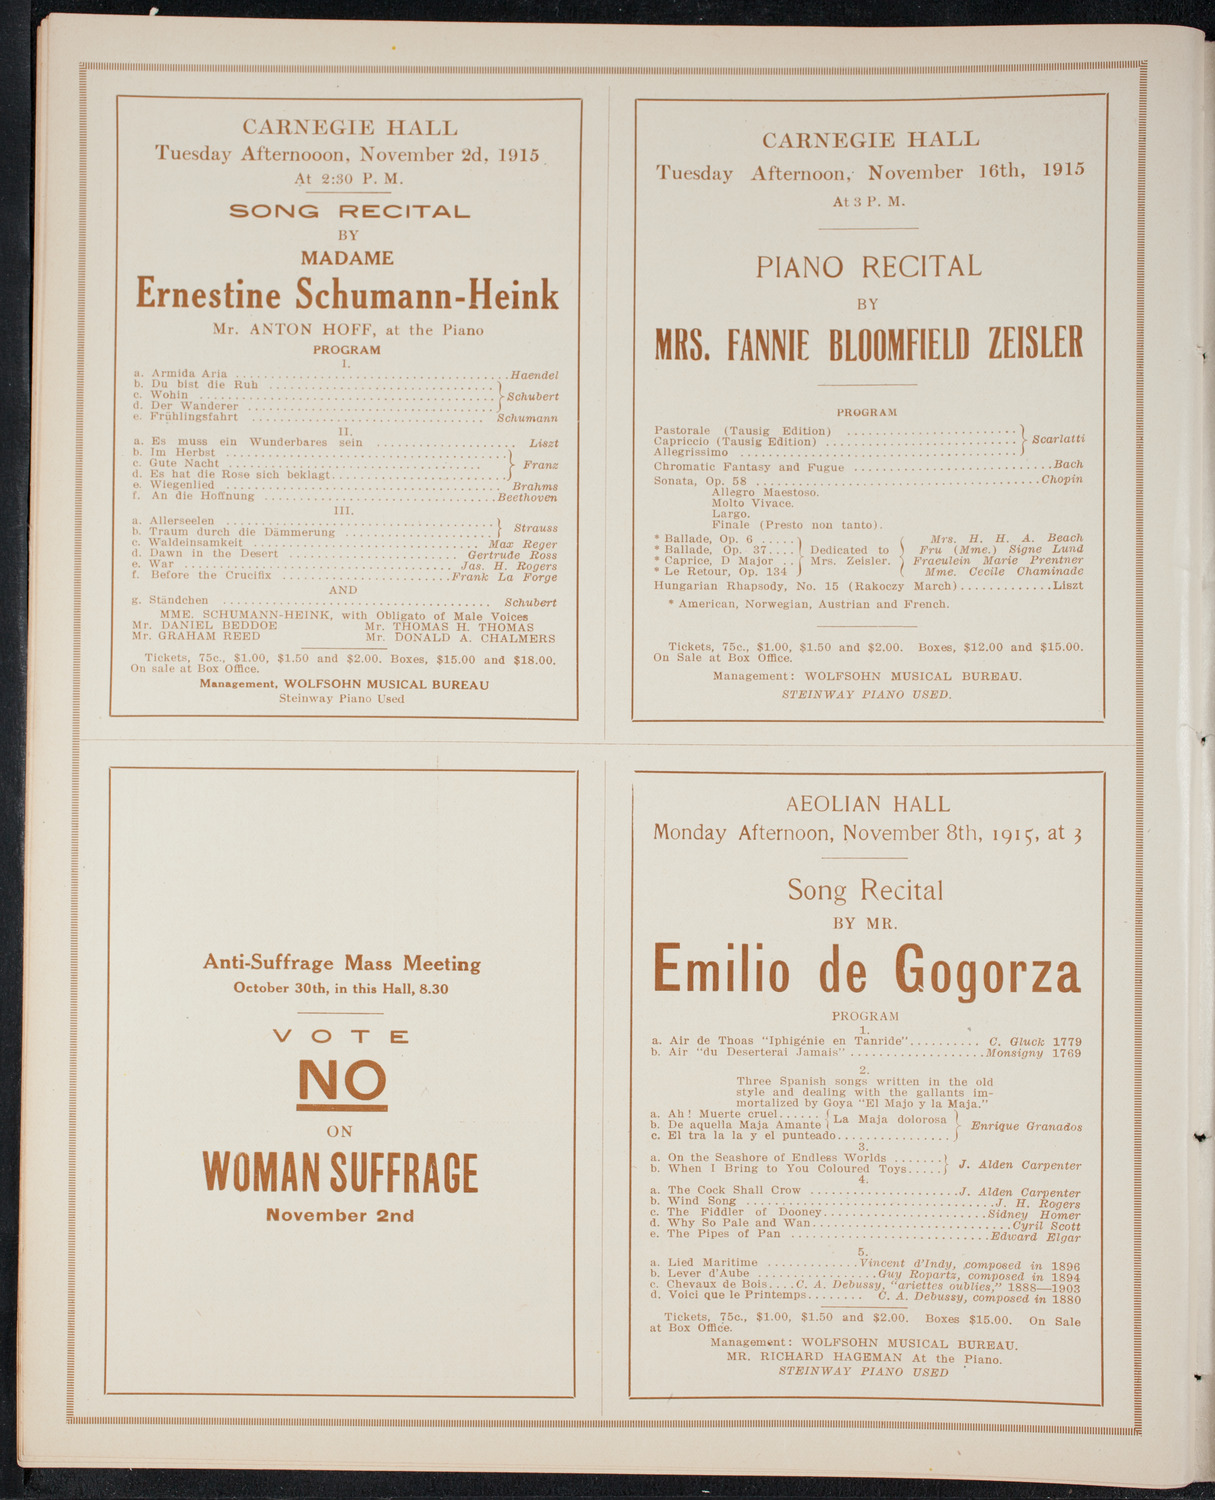 CARNEGIE HALL
Tuesday Afternooon, November 2d, 1915
At 2:30 P. M.
SONG RECITAL
BY
MADAME
Ernestine Schumann-Heink
Mr. ANTON HOFF, at the Piano
PROGRAM
I.
a. Armida Aria ........ Haendel
b. Du bist die Ruh ........
c. Wohin ........ Schubert
d. Der Wanderer ........
e. Frühlingsfahrt ........ Schumann
II.
a. Es muss ein Wunderbares sein ........ Liszt
b. Im Herbst ........
c. Gute Nacht ........ Franz
d. Es hat die Rose sich beklagt ........
e. Wiegenlied ........ Brahms
f. An die Hoffnung ........ Beethoven
III.
a. Allerseelen ........
b. Traum durch die Dämmerung ........ Strauss
c. Waldeinsamkeit ........ Max Reger
d. Dawn in the Desert ........ Gertrude Ross
e. War ........ Jas. H. Rogers
f. Before the Crucifix ........ Frank La Forge
AND
g. Ständchen ........ Schubert
MME. SCHUMANN-HEINK, with Obligato of Male Voices
Mr. DANIEL BEDDOE Mr. THOMAS H. THOMAS
Mr. GRAHAM REED Mr. DONALD A. CHALMERS
Tickets, 75c., $1.00, $1.50 and $2.00. Boxes, $15.00 and $18.00.
On sale at Box Office.
Management, WOLFSOHN MUSICAL BUREAU
Steinway Piano Used
CARNEGIE HALL
Tuesday Afternoon, November 16th, 1915
At 3 P. M.
PIANO RECITAL
BY
MRS. FANNIE BLOOMFIELD ZEISLER
PROGRAM
Pastorale (Tausig Edition) ........
Capriccio (Tausig Edition) ........ Scarlatti
Allegrissimo ........
Chromatic Fantasy and Fugue ........ Bach
Sonata, Op. 58 ........ Chopin
Allegro Maestoso.
Molto Vivace.
Largo.
Finale (Presto non tanto).
* Ballade, Op. 6 ..... Mrs. H. H. A. Beach
* Ballade, Op. 37.... Dedicated to Fru (Mme.) Signe Lund
* Caprice, D Major .. Mrs. Zeisler. Fraeulein Marie Prentner
* Le Retour, Op. 134 Mme. Cecile Chaminade
Hungarian Rhapsody, No. 15 (Rakoczy March)............Liszt
* American, Norwegian, Austrian and French.
Tickets, 75c., $1.00, $1.50 and $2.00. Boxes, $12.00 and $15.00.
On Sale at Box Office.
Management: WOLFSOHN MUSICAL BUREAU.
STEINWAY PIANO USED.
Anti-Suffrage Mass Meeting
October 30th, in this Hall, 8.30
VOTE
NO
ON
WOMAN SUFFRAGE
November 2nd
AEOLIAN HALL
Monday Afternoon, November 8th, 1915, at 3
Song Recital
BY MR.
Emilio de Gogorza
PROGRAM
1.
a. Air de Thoas "Iphigénie en Tanride".......... C. Gluck 1779
b. Air "du Deserterai Jamais" ........ Monsigny 1769
2.
Three Spanish songs written in the old
style and dealing with the gallants im-
mortalized by Goya "El Majo y la Maja."
a. Ah! Muerte cruel......
b. De aquella Maja Amante La Maja dolorosa Enrique Granados
c. El tra la la y el punteado........
3.
a. On the Seashore of Endless Worlds .......
b. When I Bring to You Coloured Toys..... J. Alden Carpenter
4.
a. The Cock Shall Crow ........ J. Alden Carpenter
b. Wind Song ........ J. H. Rogers
c. The Fiddler of Dooney........ Sidney Homer
d. Why So Pale and Wan........ Cyril Scott
e. The Pipes of Pan ........ Edward Elgar
5.
a. Lied Maritime ........ Vincent d'Indy, composed in 1896
b. Lever d'Aube ........ Guy Ropartz, composed in 1894
c. Chevaux de Bois....C. A. Debussy, "ariettes oublies," 1888—1903
d. Voici que le Printemps........ C. A. Debussy, composed in 1880
Tickets, 75c., $1.00, $1.50 and $2.00. Boxes $15.00. On Sale
at Box Office.
Management: WOLFSOHN MUSICAL BUREAU.
MR. RICHARD HAGEMAN At the Piano.
STEINWAY PIANO USED